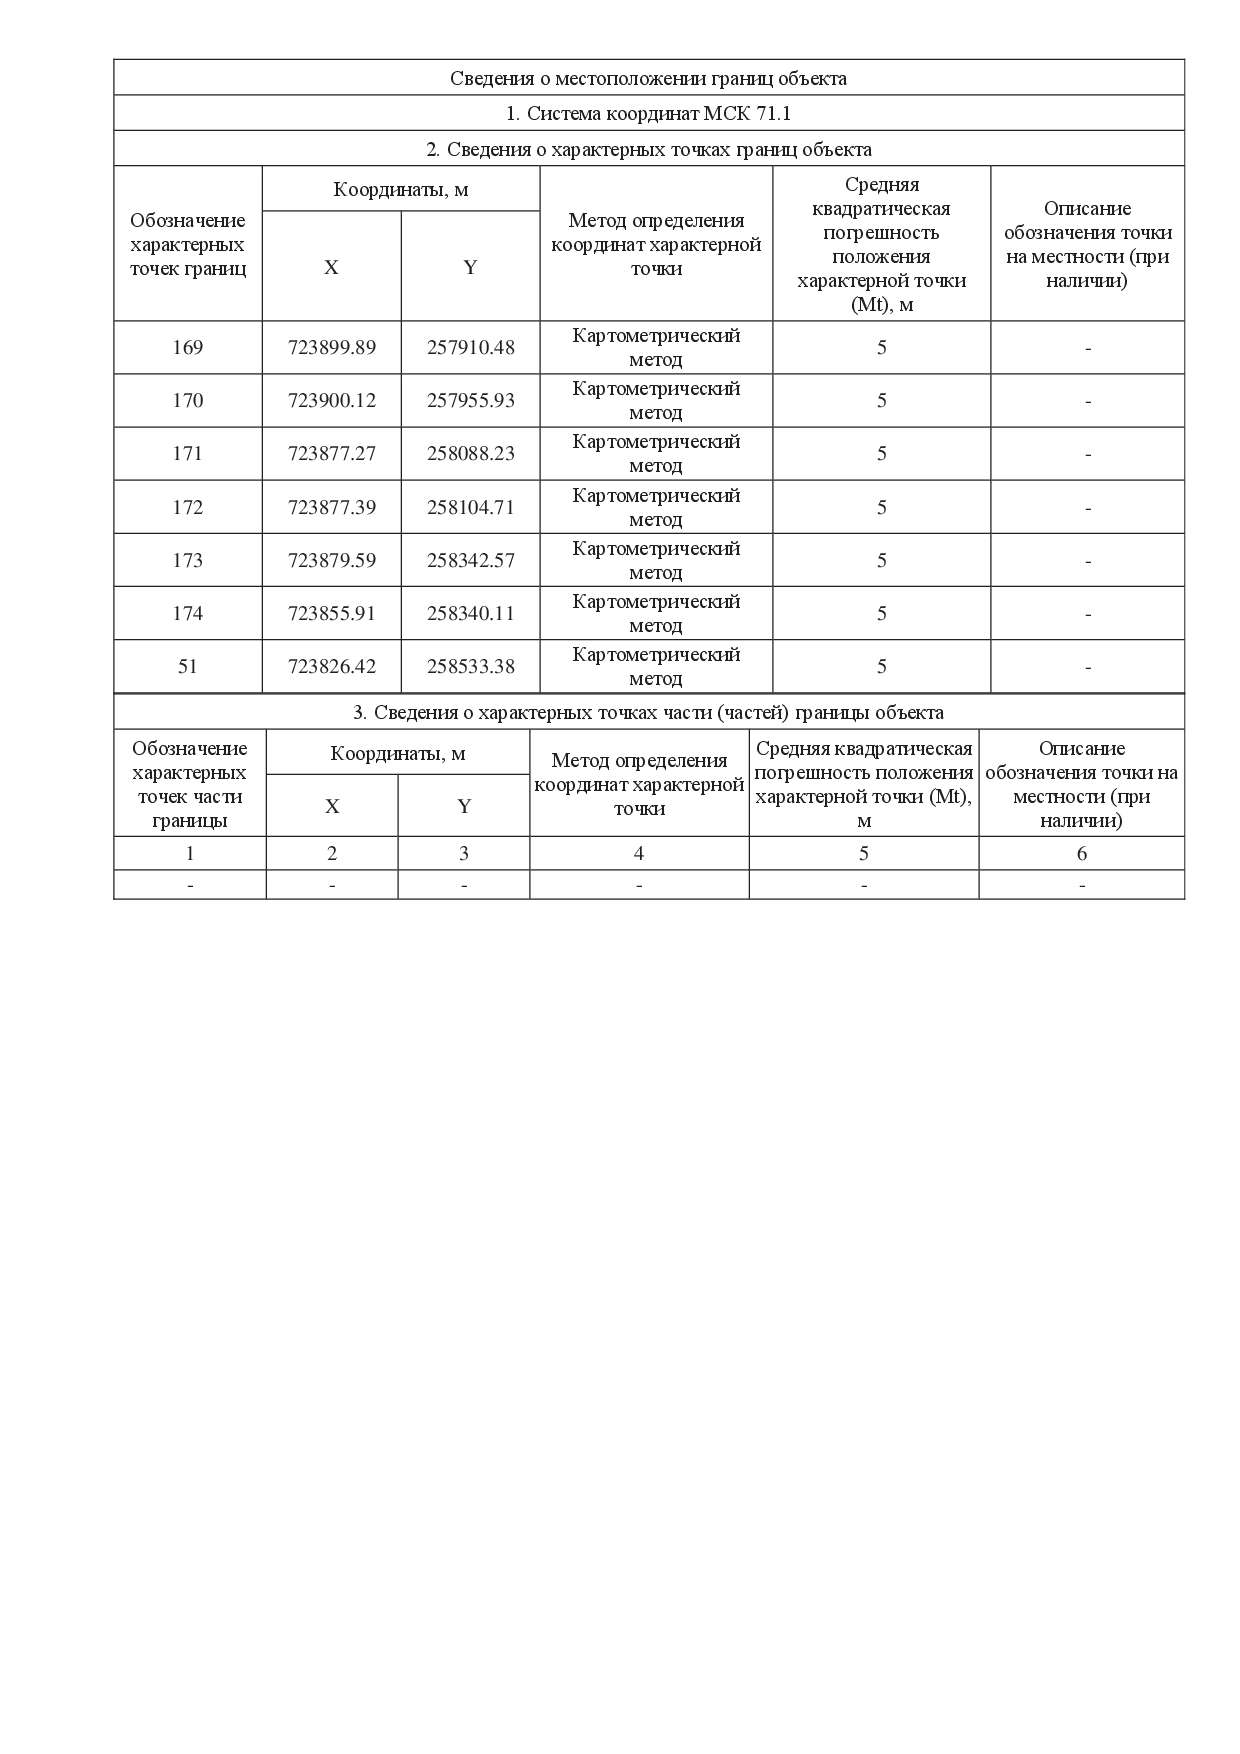 Сведения о местоположении границ объекта
1. Система координат МСК 71.1
2. Сведения о характерных точках границ объекта
Обозначение
характерных
точек границ
Координаты, м
X
Y
Метод определения
координат характерной
точки
Средняя
квадратическая
погрешность
положения
характерной точки
(Mt), м
Описание
обозначения точки
на местности (при
наличии)
169 723899.89 257910.48 Картометрический
метод 5 -
170 723900.12 257955.93 Картометрический
метод 5 -
171 723877.27 258088.23 Картометрический
метод 5 -
172 723877.39 258104.71 Картометрический
метод 5 -
173 723879.59 258342.57 Картометрический
метод 5 -
174 723855.91 258340.11 Картометрический
метод 5 -
51 723826.42 258533.38 Картометрический
метод 5 -
3. Сведения о характерных точках части (частей) границы объекта
Обозначение
характерных
точек части
границы
Координаты, м
X
Y
Метод определения
координат характерной
точки
Средняя квадратическая
погрешность положения
характерной точки (Mt),
м
Описание
обозначения точки на
местности (при
наличии)
1 2 3 4 5 6
- - - - - -